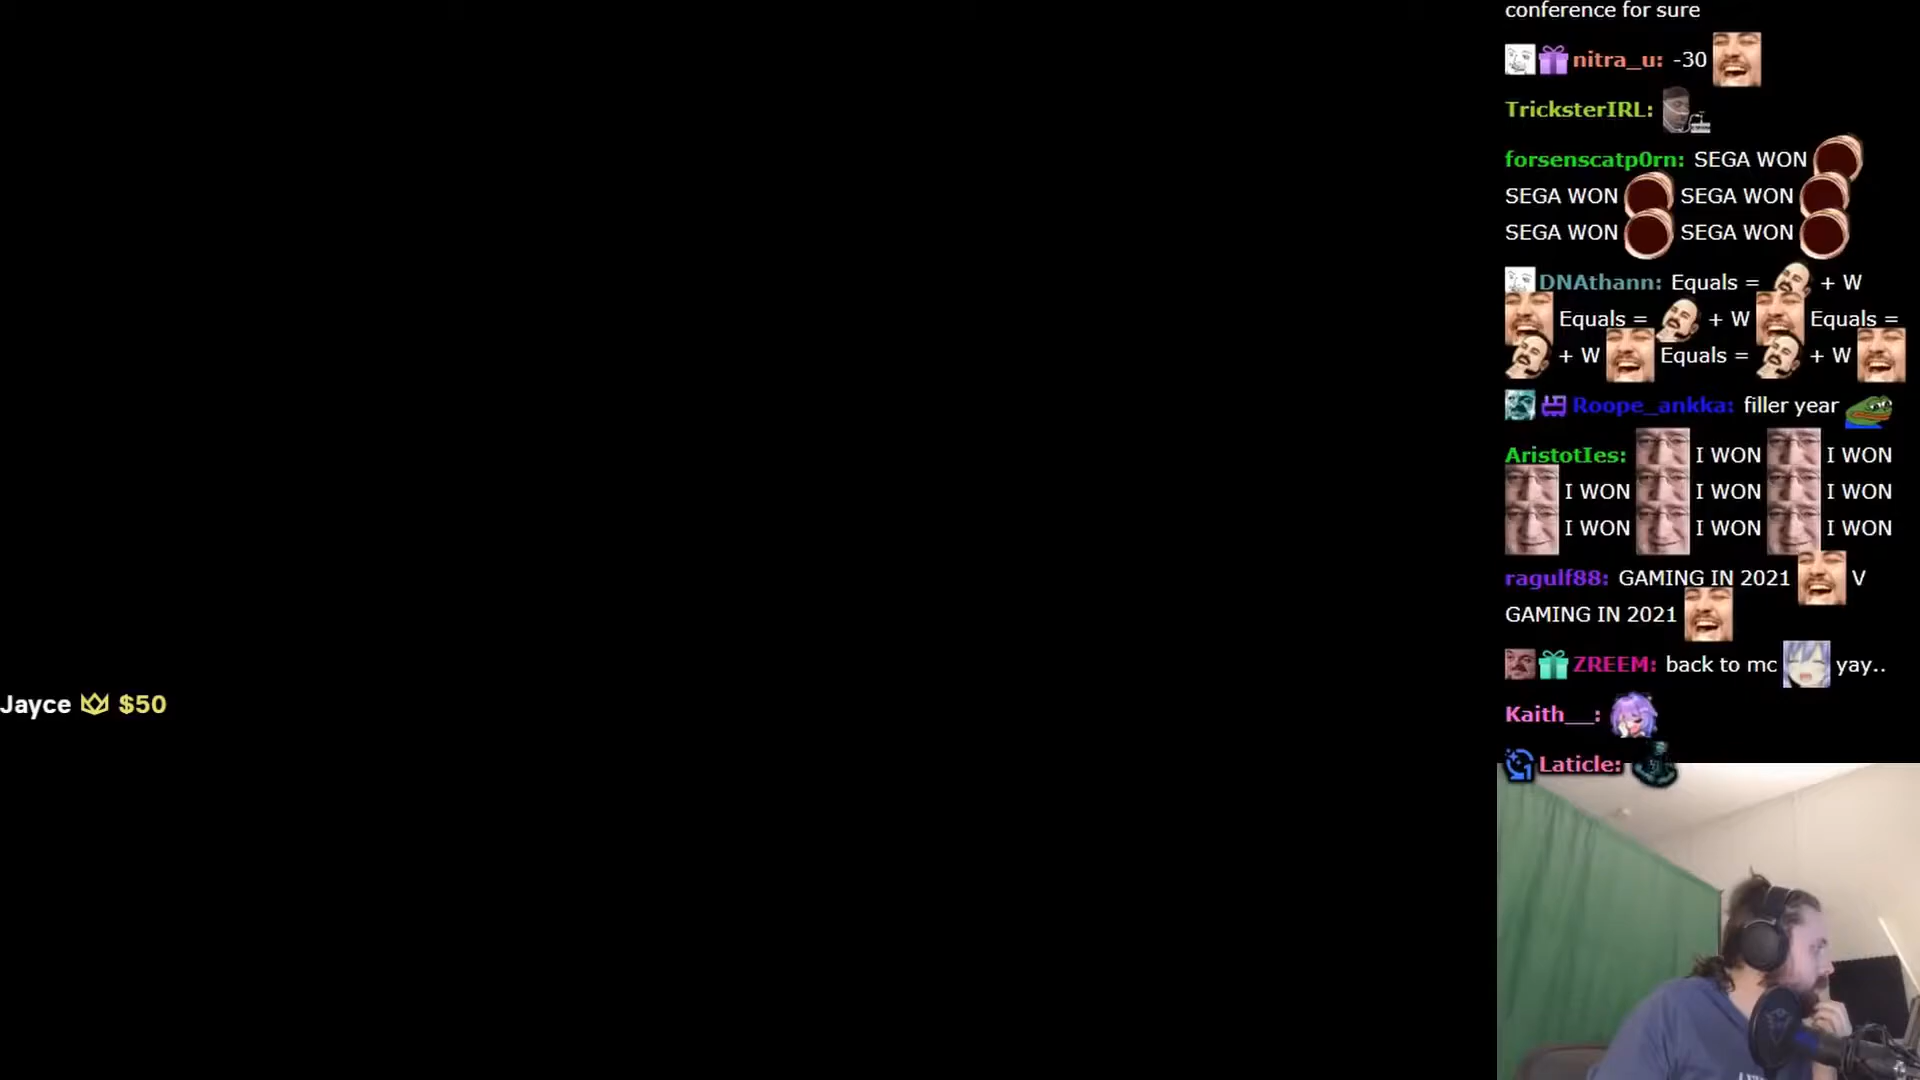 conference for sure
nitra_u: -30
TricksterIRL:
forsenscatp0rn: SEGA WON
SEGA WON SEGA WON
SEGA WON SEGA WON
DNAthann: Equals = + W
Equals = + W Equals =
+ W Equals = + W
Roope_ankka: filler year
AristotIes: I WON I WON
I WON I WON I WON
I WON I WON I WON
ragulf88: GAMING IN 2021 V
GAMING IN 2021
ZREEM: back to mc yay..
Kaith__:
Laticle:
Jayce $50